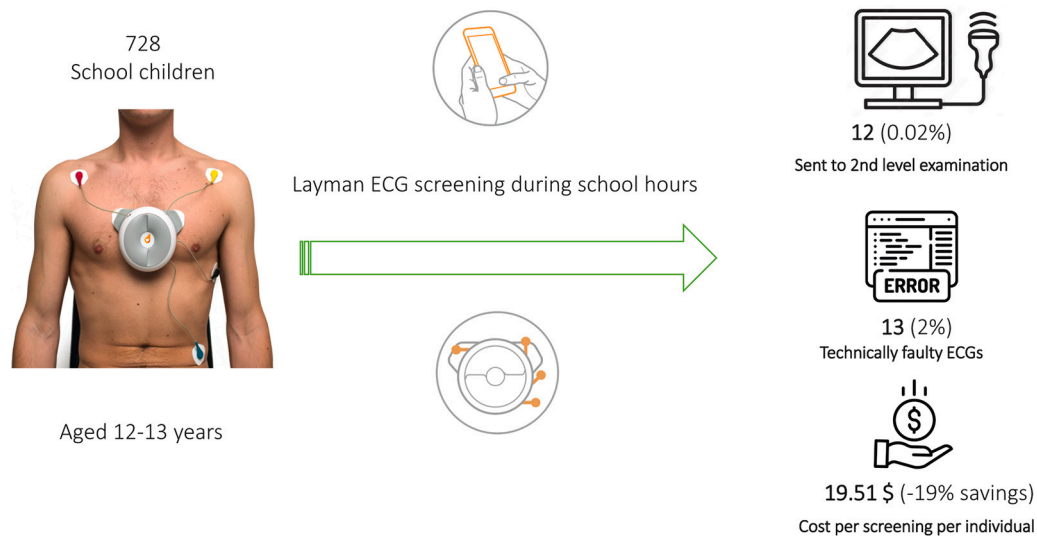 728
School children
Aged 12-13 years
Layman ECG screening during school hours
12 (0.02%)
Sent to 2nd level examination
ERROR
13 (2%)
Technically faulty ECGs
$
19.51 $ (-19% savings)
Cost per screening per individual